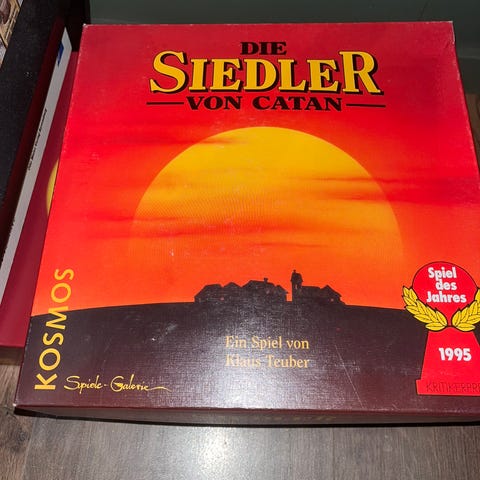 DIE
SIEDLER
VON CATAN
Ein Spiel von
Klaus Teuber
KOSMOS
Spiele-Galerie
Spiel
des
Jahres
1995